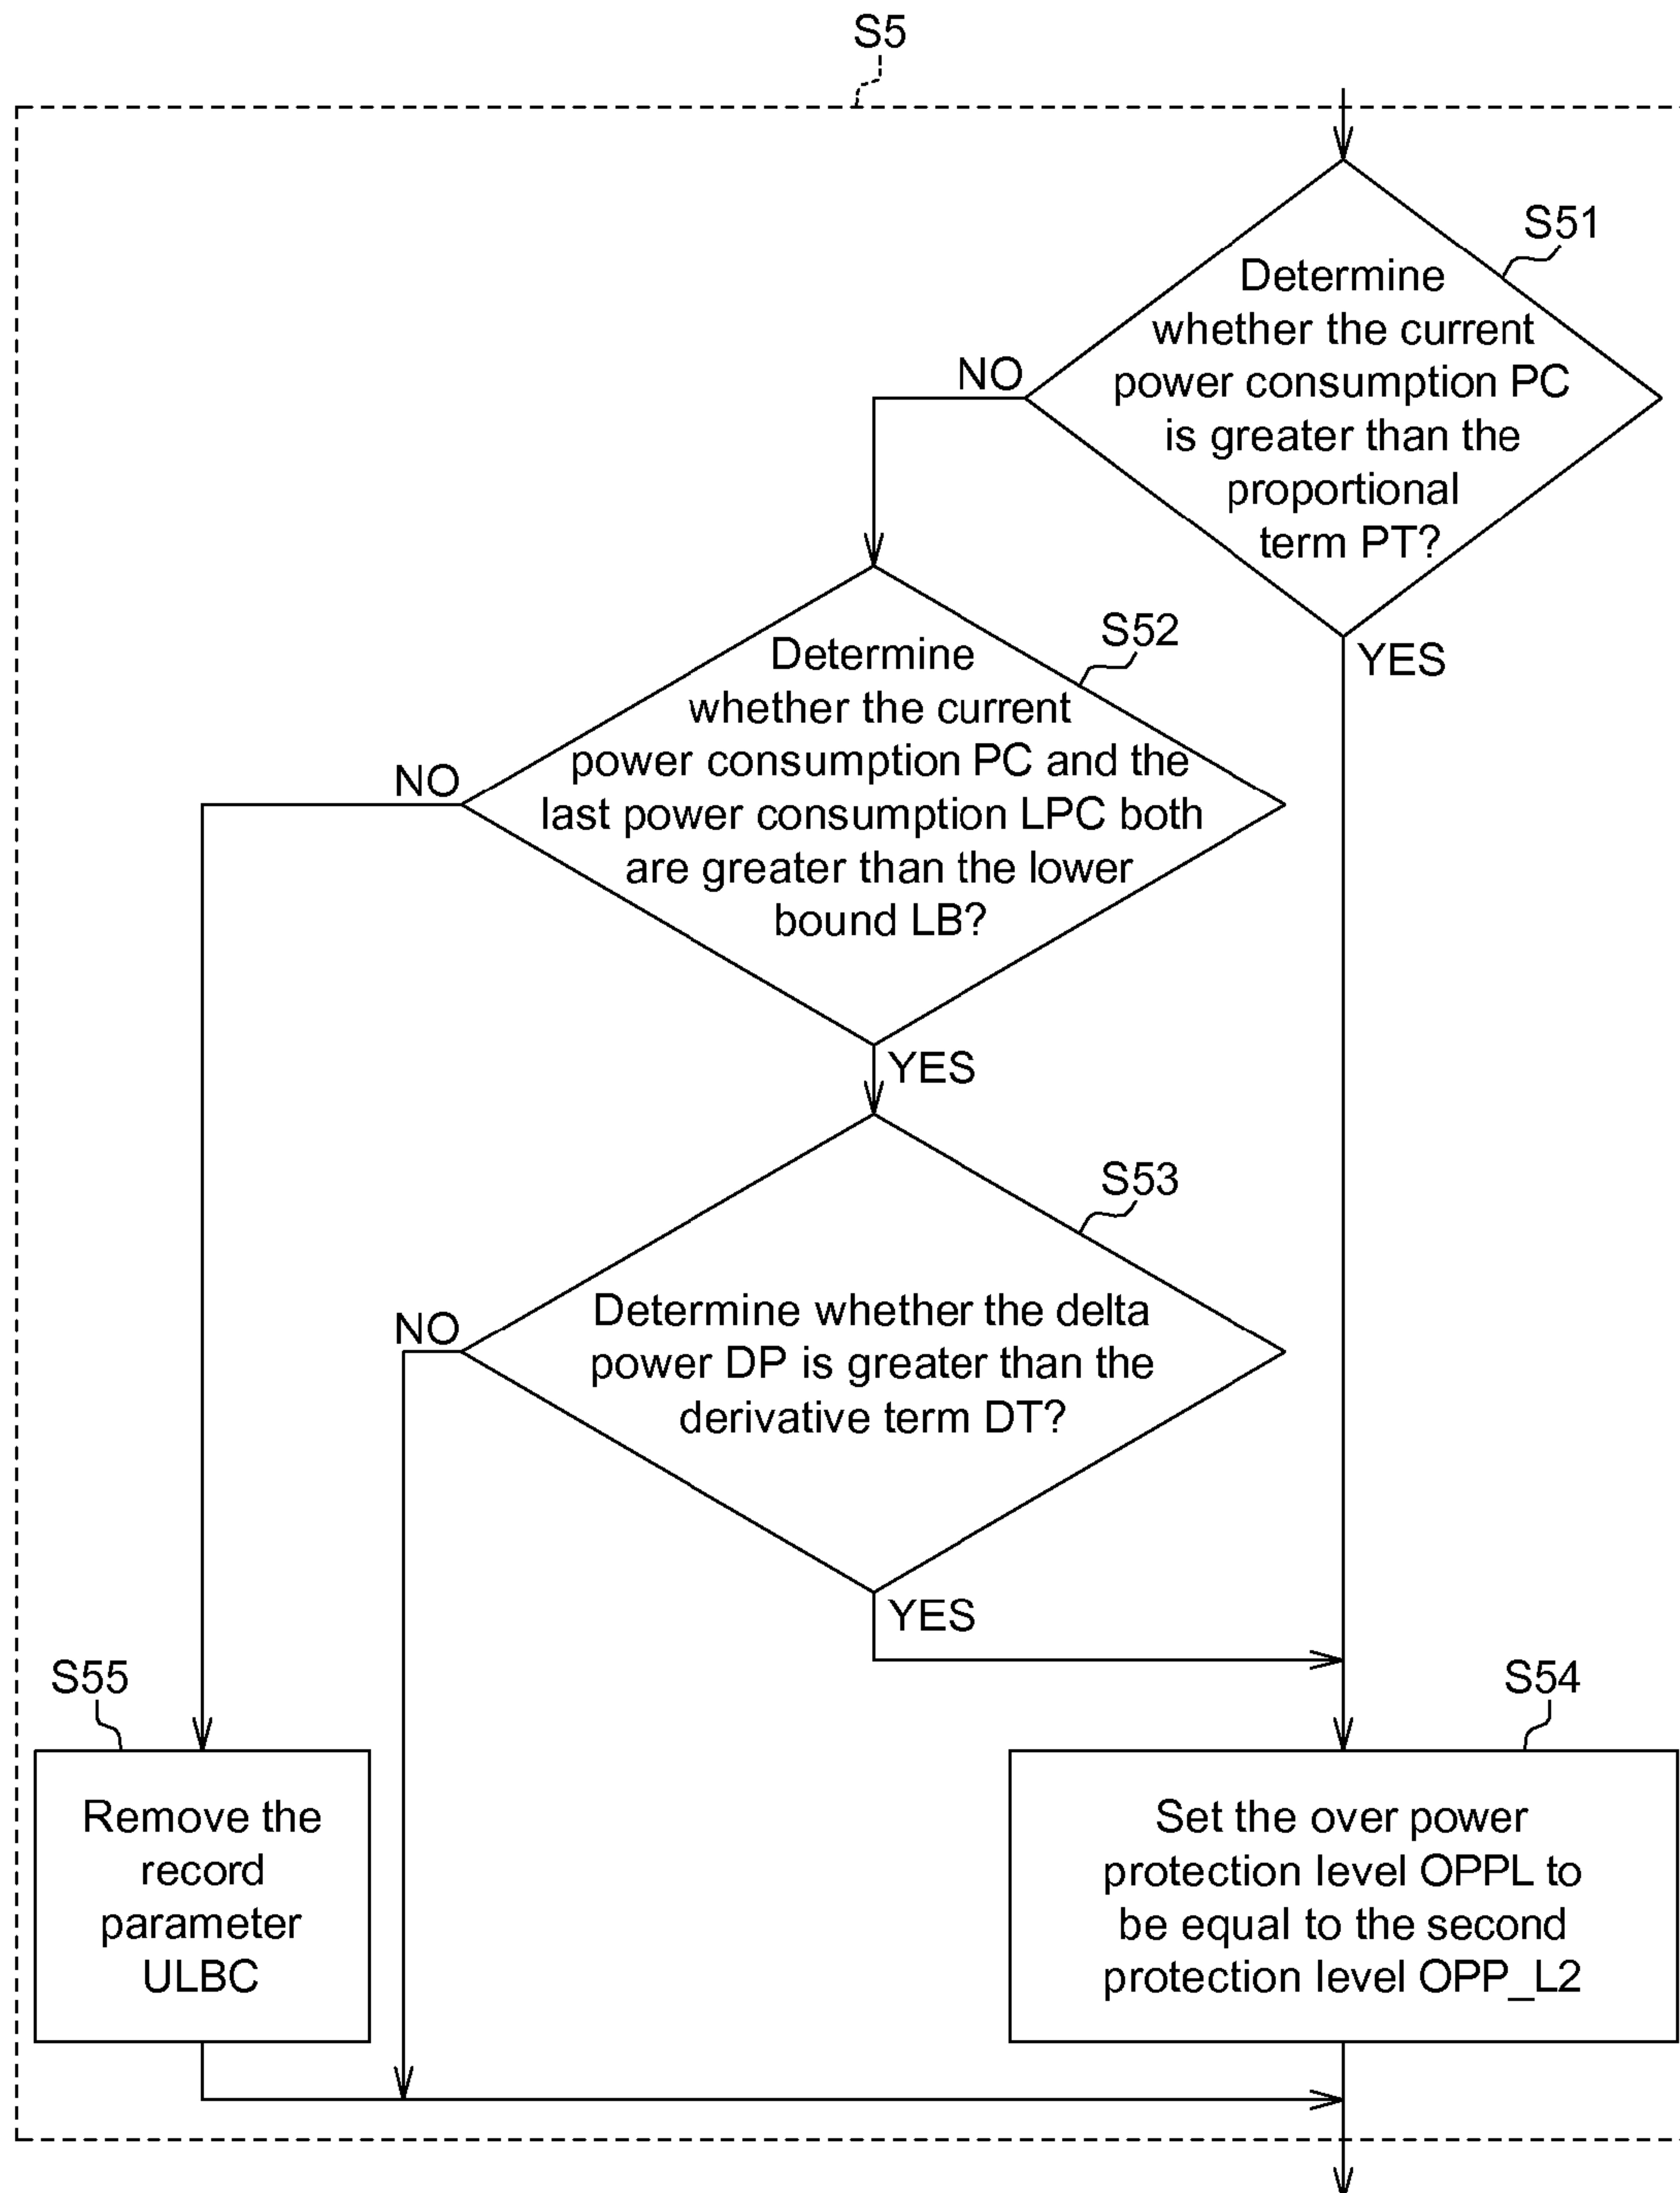 S5
S51
Determine
whether the current
power consumption PC
is greater than the
proportional
term PT?
NO
YES
S52
Determine
whether the current
power consumption PC and the
last power consumption LPC both
are greater than the lower
bound LB?
NO
YES
S53
Determine whether the delta
power DP is greater than the
derivative term DT?
NO
YES
S55
Remove the
record
parameter
ULBC
S54
Set the over power
protection level OPPL to
be equal to the second
protection level OPP_L2